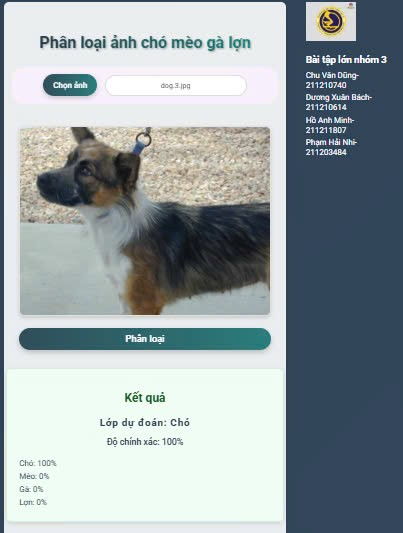 Phân loại ảnh chó mèo gà lợn
Chọn ảnh
dog.3.jpg
Phân loại
Kết quả
Lớp dự đoán: Chó
Độ chính xác: 100%
Chó: 100%
Mèo: 0%
Gà: 0%
Lợn: 0%
Bài tập lớn nhóm 3
Chu Văn Dũng-
211210740
Dương Xuân Bách-
211210614
Hồ Anh Minh-
211211807
Phạm Hải Nhi-
211203484